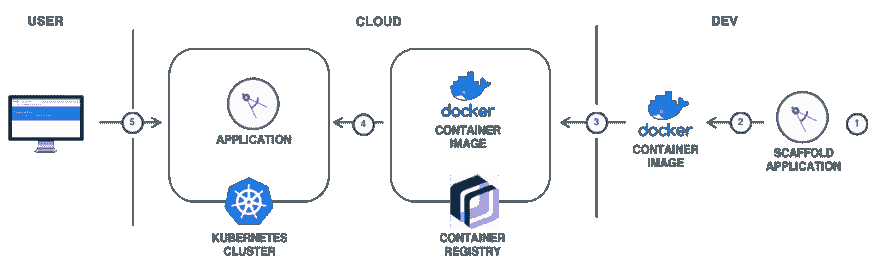 USER
CLOUD
DEV
5
APPLICATION
KUBERNETES
CLUSTER
4
docker
CONTAINER
IMAGE
CONTAINER
REGISTRY
3
docker
CONTAINER
IMAGE
2
SCAFFOLD
APPLICATION
1